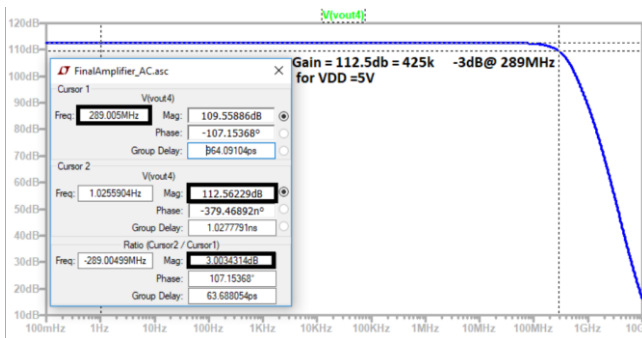 V(vout4)
120dB
110dB
100dB
90dB
80dB
70dB
60dB
50dB
40dB
30dB
20dB
10dB
Gain = 112.5db = 425k -3dB@ 289MHz
for VDD =5V
FinalAmplifier_AC.asc
Cursor 1
V(vout4)
Freq: 289.005MHz Mag: 109.55886dB
Phase: -107.15368°
Group Delay: 964.09104ps
Cursor 2
V(vout4)
Freq: 1.0255904Hz Mag: 112.56229dB
Phase: -379.46892n°
Group Delay: 1.0277791ns
Ratio (Cursor2 / Cursor1)
Freq: -289.00499MHz Mag: 3.0034314dB
Phase: 107.15368°
Group Delay: 63.688054ps
100mHz 1Hz 10Hz 100Hz 1KHz 10KHz 100KHz 1MHz 10MHz 100MHz 1GHz 10G